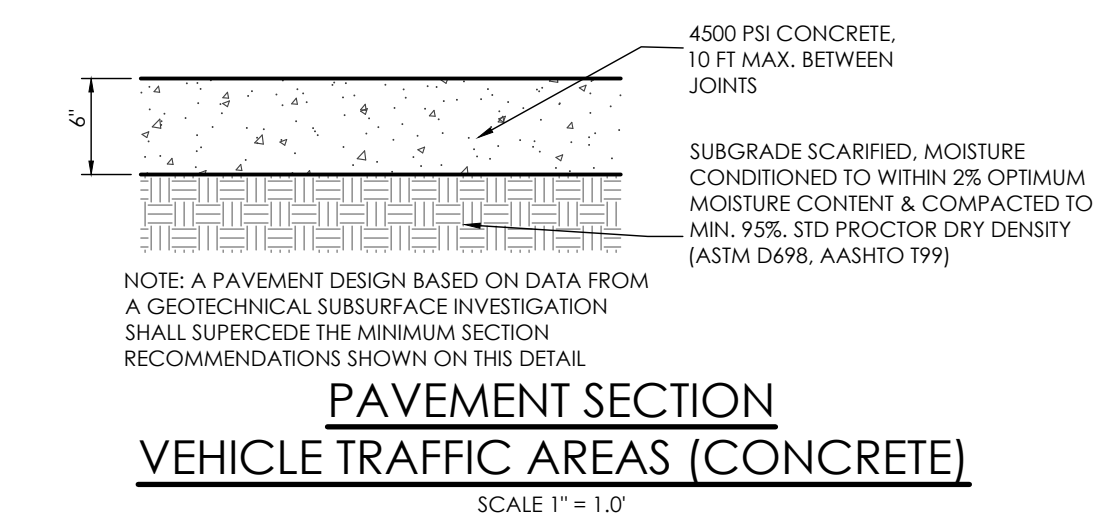 4500 PSI CONCRETE,
10 FT MAX. BETWEEN
JOINTS
6"
SUBGRADE SCARIFIED, MOISTURE
CONDITIONED TO WITHIN 2% OPTIMUM
MOISTURE CONTENT & COMPACTED TO
MIN. 95%. STD PROCTOR DRY DENSITY
(ASTM D698, AASHTO T99)
NOTE: A PAVEMENT DESIGN BASED ON DATA FROM
A GEOTECHNICAL SUBSURFACE INVESTIGATION
SHALL SUPERCEDE THE MINIMUM SECTION
RECOMMENDATIONS SHOWN ON THIS DETAIL
PAVEMENT SECTION
VEHICLE TRAFFIC AREAS (CONCRETE)
SCALE 1" = 1.0'